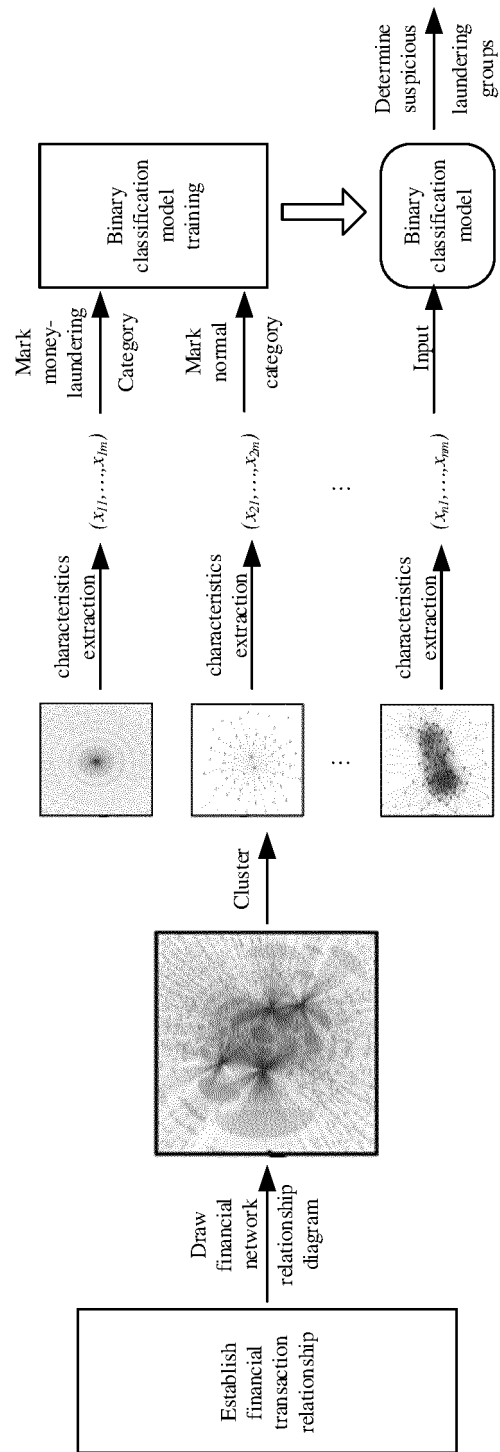 Establish
financial
transaction
relationship
Draw
financial
network
relationship
diagram
Cluster
characteristics
extraction
characteristics
extraction
...
characteristics
extraction
(x11,…,x1m)
(x21,…,x2m)
...
(xn1,…,xnm)
Mark
money-
laundering
Category
Mark
normal
category
Input
Binary
classification
model
training
Binary
classification
model
Determine
suspicious
laundering
groups